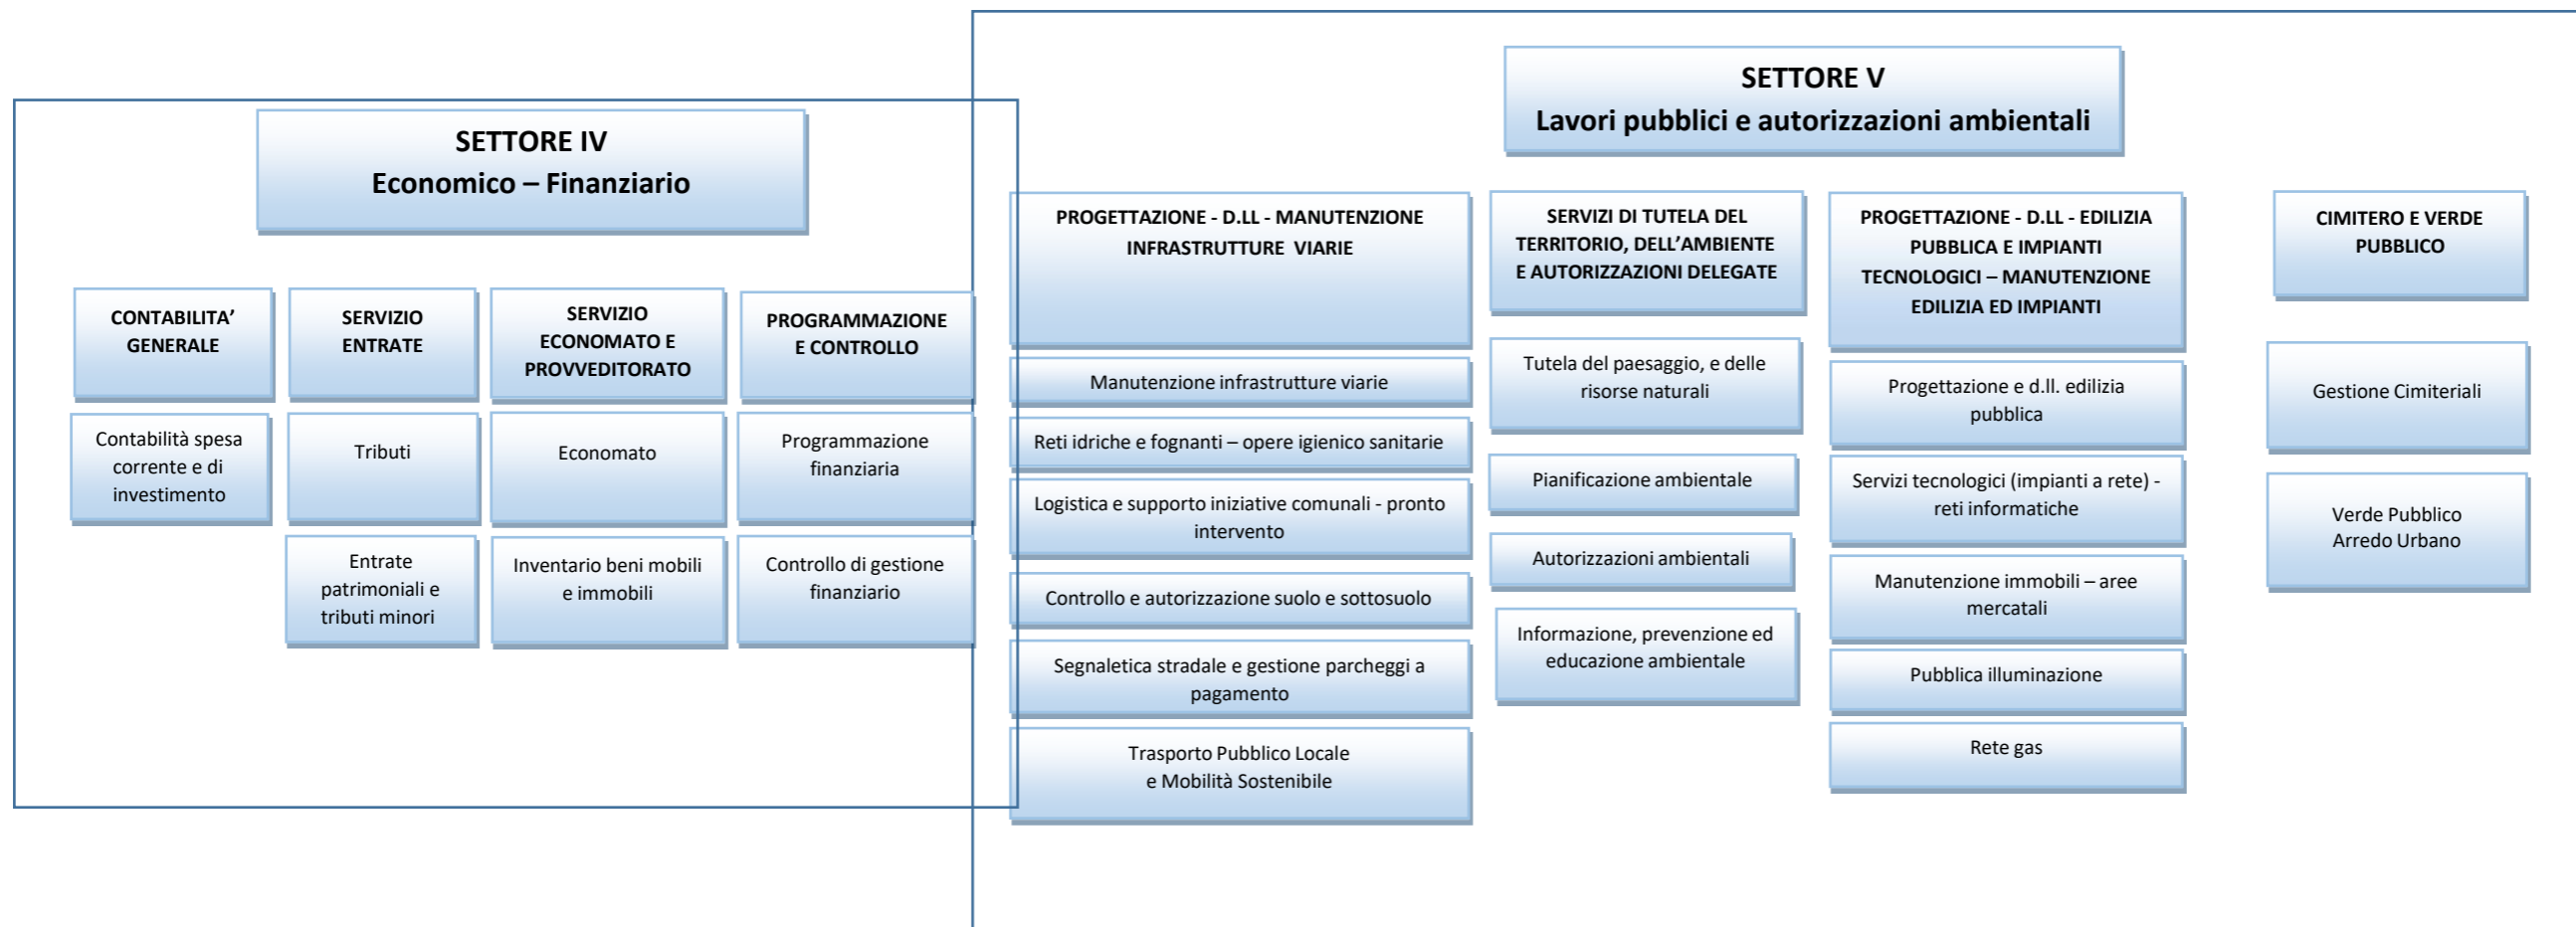 SETTORE IV
Economico – Finanziario
CONTABILITA’
GENERALE
Contabilità spesa
corrente e di
investimento
SERVIZIO
ENTRATE
Tributi
Entrate
patrimoniali e
tributi minori
SERVIZIO
ECONOMATO E
PROVVEDITORATO
Economato
Inventario beni mobili
e immobili
PROGRAMMAZIONE
E CONTROLLO
Programmazione
finanziaria
Controllo di gestione
finanziario
SETTORE V
Lavori pubblici e autorizzazioni ambientali
PROGETTAZIONE - D.LL - MANUTENZIONE
INFRASTRUTTURE VIARIE
Manutenzione infrastrutture viarie
Reti idriche e fognanti – opere igienico sanitarie
Logistica e supporto iniziative comunali - pronto
intervento
Controllo e autorizzazione suolo e sottosuolo
Segnaletica stradale e gestione parcheggi a
pagamento
Trasporto Pubblico Locale
e Mobilità Sostenibile
SERVIZI DI TUTELA DEL
TERRITORIO, DELL’AMBIENTE
E AUTORIZZAZIONI DELEGATE
Tutela del paesaggio, e delle
risorse naturali
Pianificazione ambientale
Autorizzazioni ambientali
Informazione, prevenzione ed
educazione ambientale
PROGETTAZIONE - D.LL - EDILIZIA
PUBBLICA E IMPIANTI
TECNOLOGICI – MANUTENZIONE
EDILIZIA ED IMPIANTI
Progettazione e d.ll. edilizia
pubblica
Servizi tecnologici (impianti a rete) -
reti informatiche
Manutenzione immobili – aree
mercatali
Pubblica illuminazione
Rete gas
CIMITERO E VERDE
PUBBLICO
Gestione Cimiteriali
Verde Pubblico
Arredo Urbano